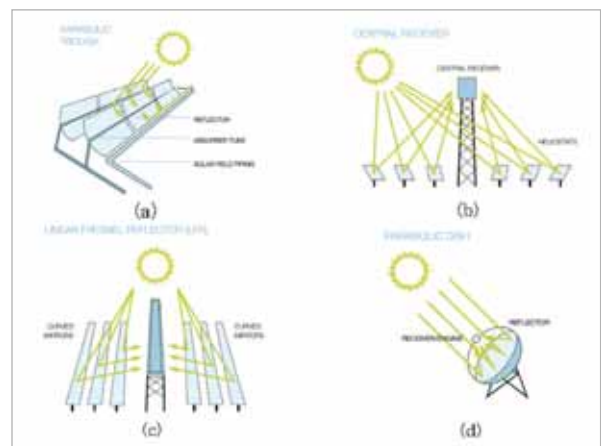 PARABOLIC
TROUGH
REFLECTOR
ABSORBER TUBE
SOLAR FIELD PIPING
(a)
CENTRAL RECEIVER
CENTRAL RECEIVER
HELIOSTATS
(b)
LINEAR FRESNEL REFLECTOR (LFR)
CURVED
MIRRORS
CURVED
MIRRORS
(c)
PARABOLIC DISH
REFLECTOR
RECEIVER/ENGINE
(d)